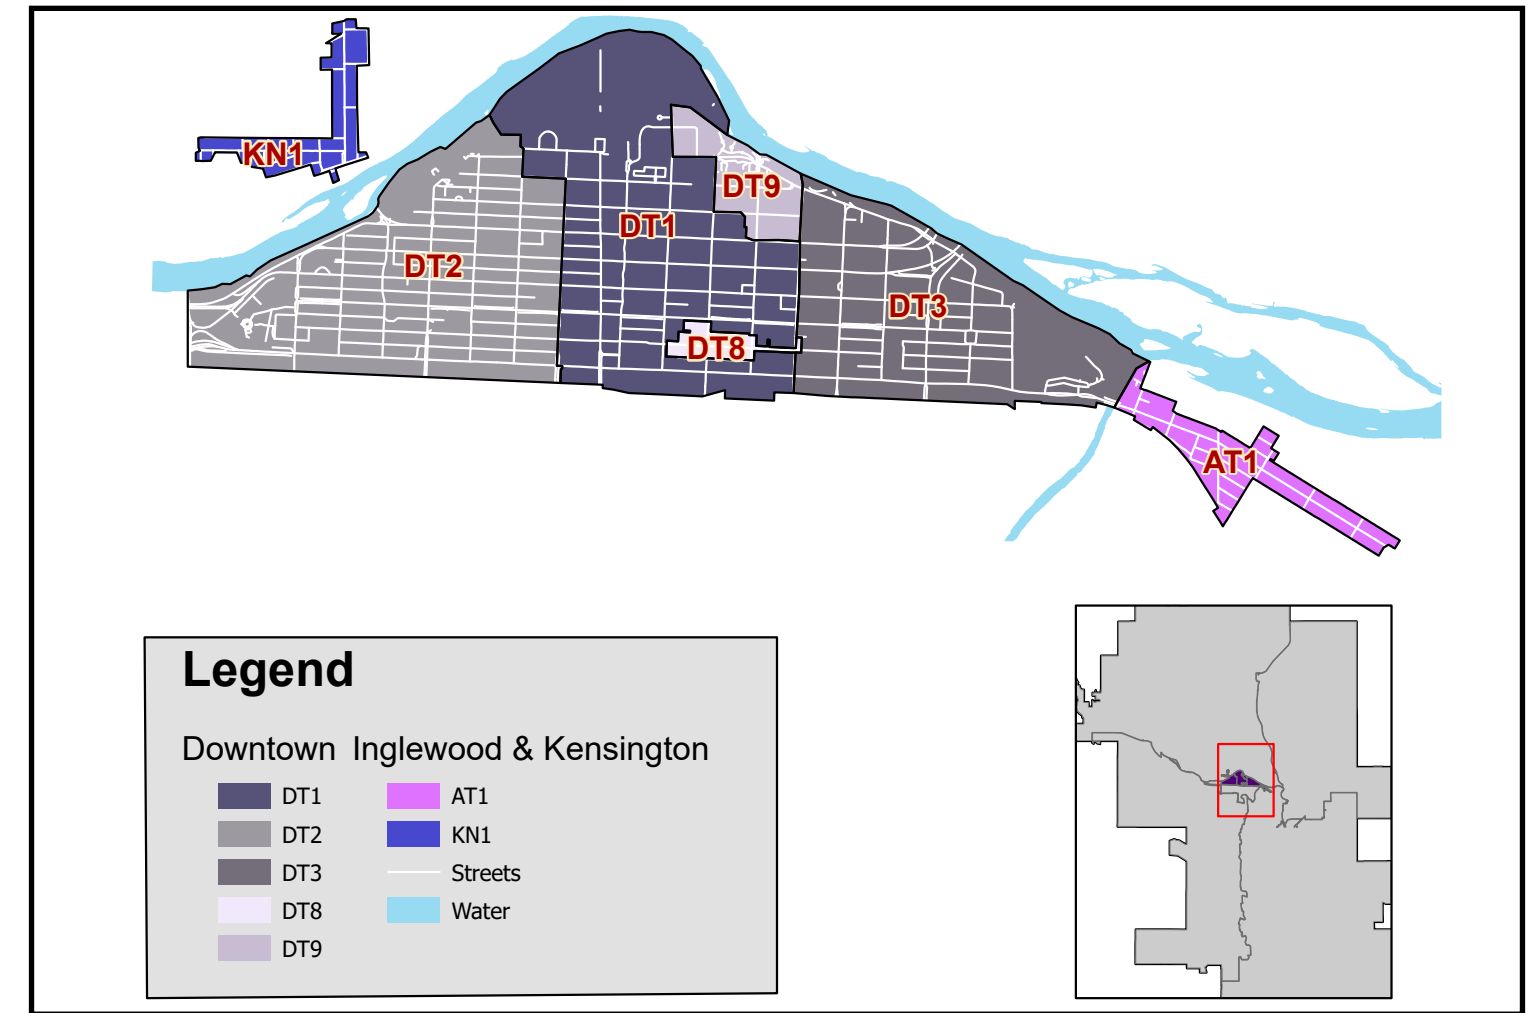 KN1
DT9
DT1
DT2
DT3
DT8
AT1
Legend
Downtown Inglewood & Kensington
DT1 AT1
DT2 KN1
DT3 Streets
DT8 Water
DT9